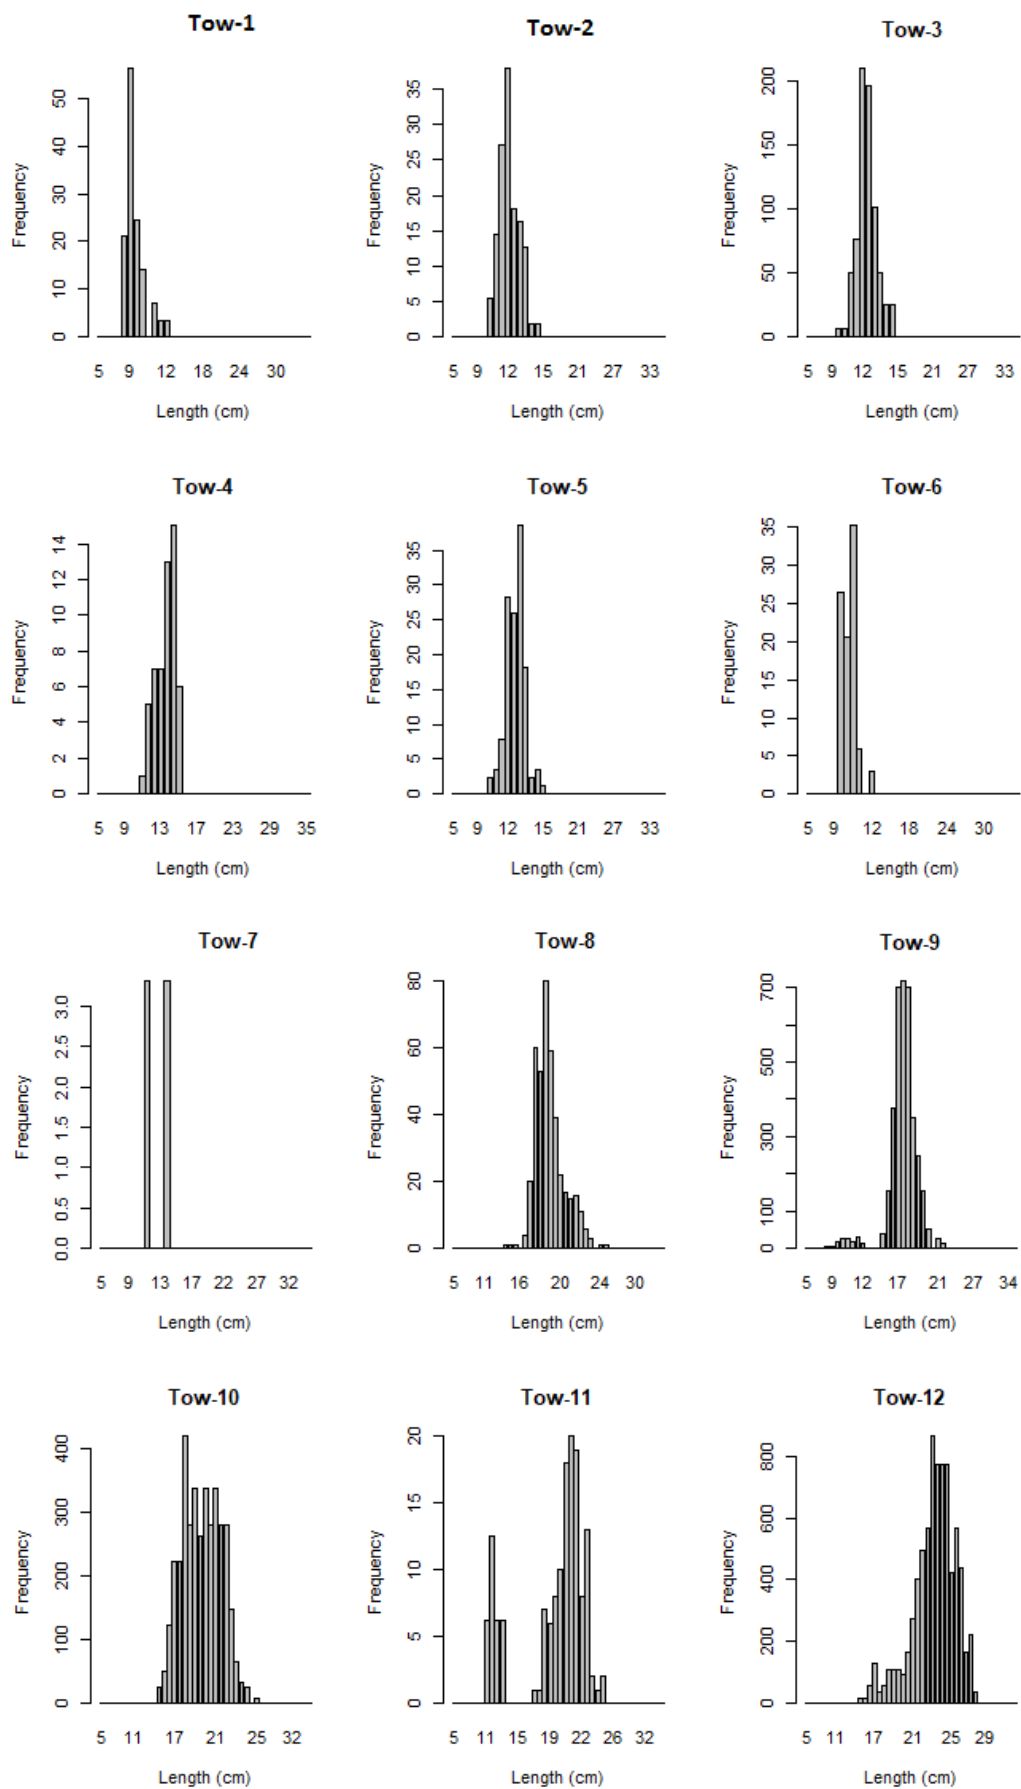 Tow-1
Frequency
0 10 20 30 40 50
5 9 12 18 24 30
Length (cm)
Tow-2
Frequency
0 5 10 15 20 25 30 35
5 9 12 15 21 27 33
Length (cm)
Tow-3
Frequency
0 50 100 150 200
5 9 12 15 21 27 33
Length (cm)
Tow-4
Frequency
0 2 4 6 8 10 12 14
5 9 13 17 23 29 35
Length (cm)
Tow-5
Frequency
0 5 10 15 20 25 30 35
5 9 12 15 21 27 33
Length (cm)
Tow-6
Frequency
0 5 10 15 20 25 30 35
5 9 12 18 24 30
Length (cm)
Tow-7
Frequency
0.0 0.5 1.0 1.5 2.0 2.5 3.0
5 9 13 17 22 27 32
Length (cm)
Tow-8
Frequency
0 20 40 60 80
5 11 16 20 24 30
Length (cm)
Tow-9
Frequency
0 100 300 500 700
5 9 12 17 21 27 34
Length (cm)
Tow-10
Frequency
0 100 200 300 400
5 11 17 21 25 32
Length (cm)
Tow-11
Frequency
0 5 10 15 20
5 11 15 19 22 26 32
Length (cm)
Tow-12
Frequency
0 200 400 600 800
5 11 17 21 25 29
Length (cm)